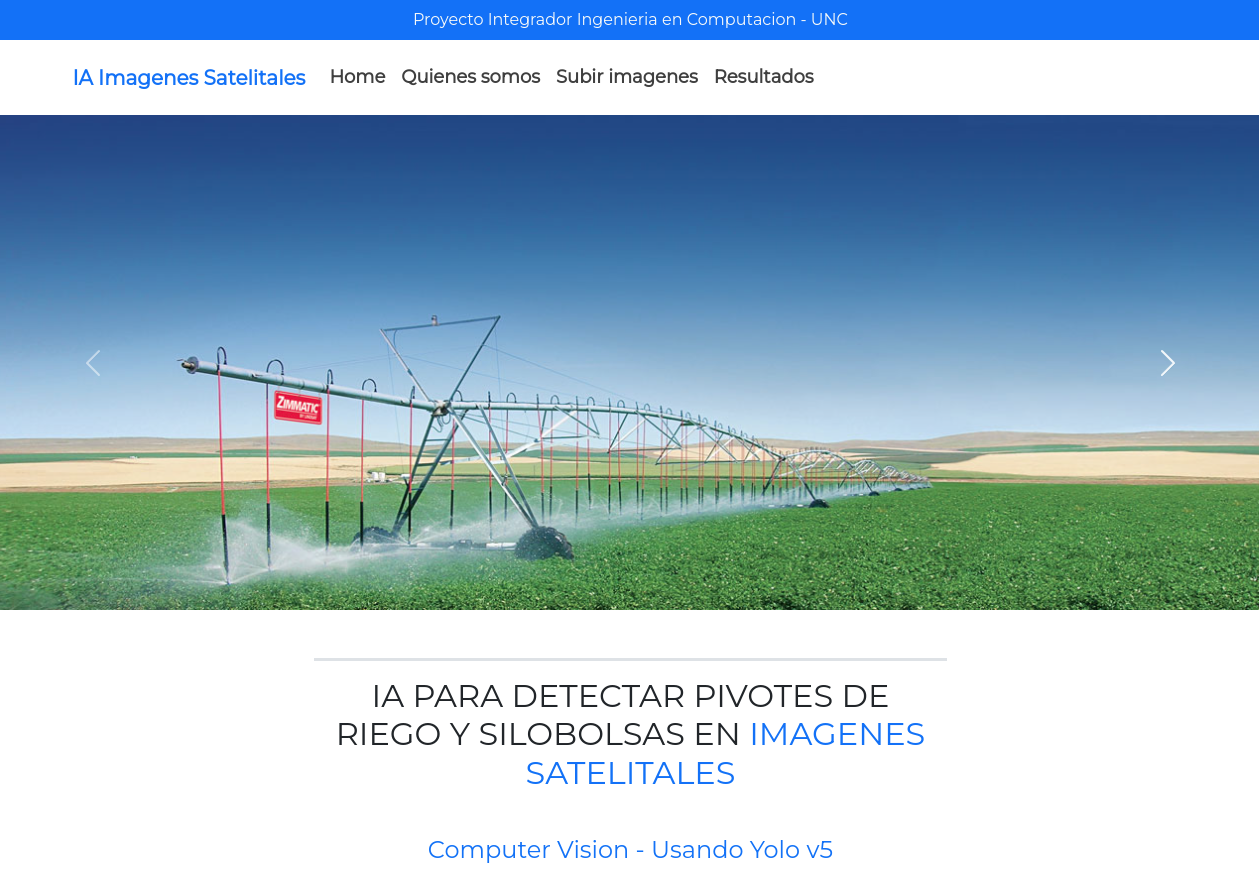 Proyecto Integrador Ingenieria en Computacion - UNC
IA Imagenes Satelitales Home Quienes somos Subir imagenes Resultados
ZIMMATIC
IA PARA DETECTAR PIVOTES DE
RIEGO Y SILOBOLSAS EN IMAGENES
SATELITALES
Computer Vision - Usando Yolo v5